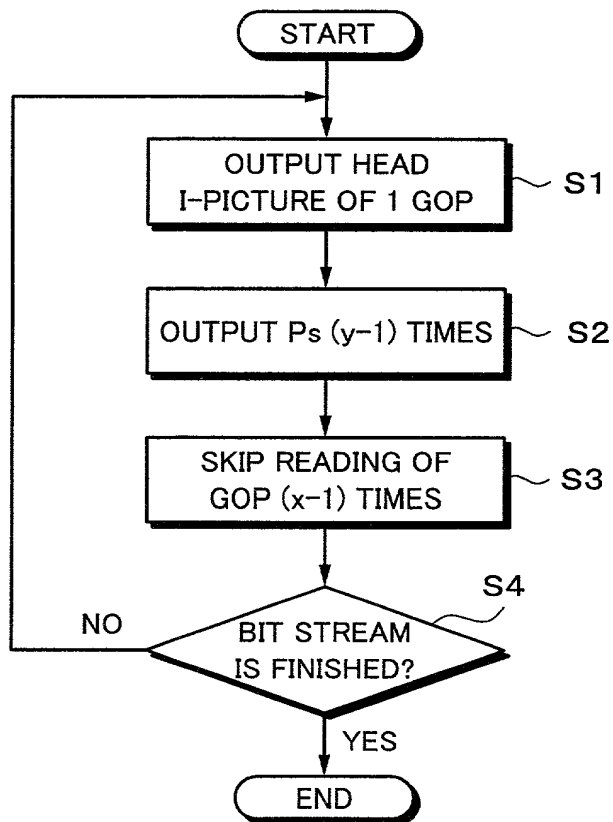 START
OUTPUT HEAD
I-PICTURE OF 1 GOP
S1
OUTPUT Ps (y-1) TIMES
S2
SKIP READING OF
GOP (x-1) TIMES
S3
S4
NO
BIT STREAM
IS FINISHED?
YES
END